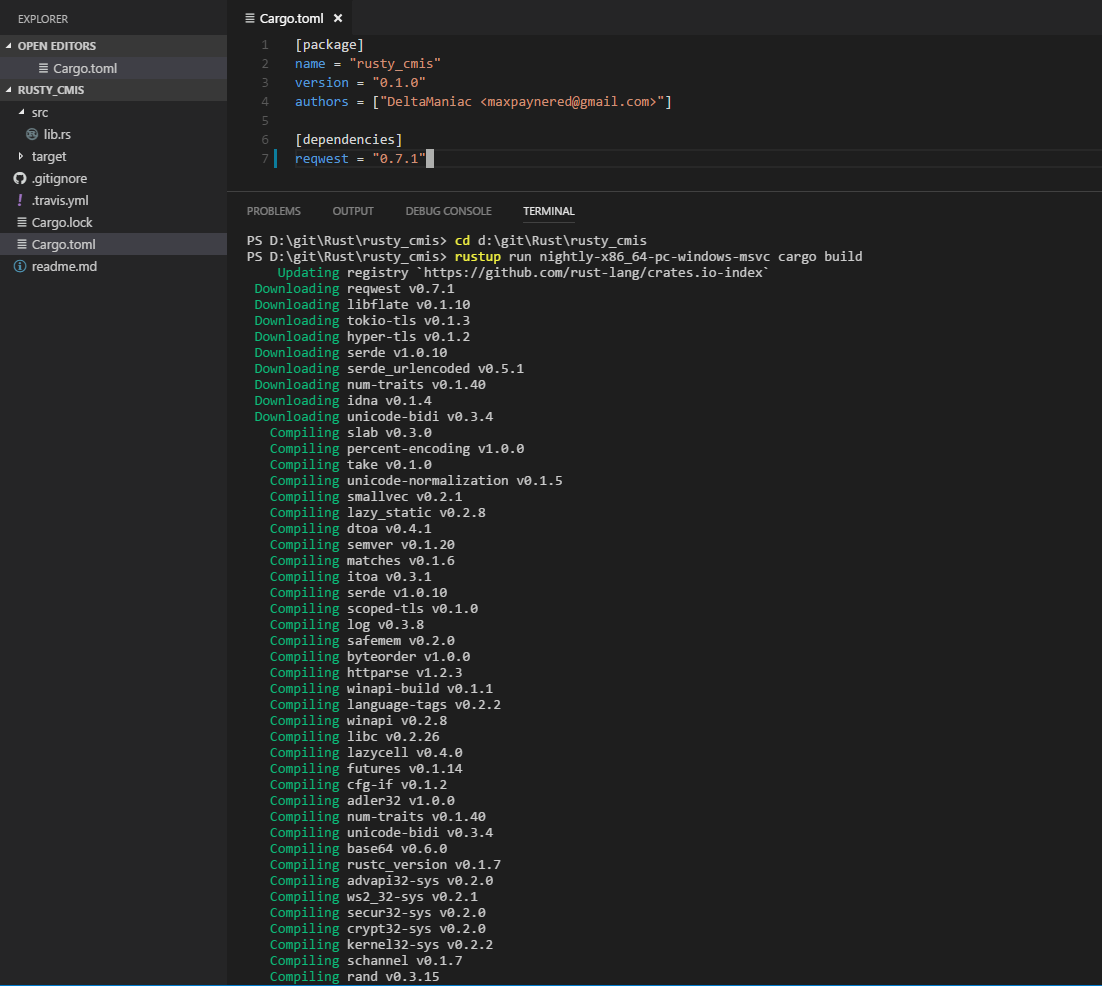 EXPLORER
OPEN EDITORS
Cargo.toml
RUSTY_CMIS
src
lib.rs
target
.gitignore
.travis.yml
Cargo.lock
Cargo.toml
readme.md
Cargo.toml ×
1 [package]
2 name = "rusty_cmis"
3 version = "0.1.0"
4 authors = ["DeltaManiac <maxpaynered@gmail.com>"]
5
6 [dependencies]
7 reqwest = "0.7.1"
PROBLEMS OUTPUT DEBUG CONSOLE TERMINAL
PS D:\git\Rust\rusty_cmis> cd d:\git\Rust\rusty_cmis
PS D:\git\Rust\rusty_cmis> rustup run nightly-x86_64-pc-windows-msvc cargo build
Updating registry `https://github.com/rust-lang/crates.io-index`
Downloading reqwest v0.7.1
Downloading libflate v0.1.10
Downloading tokio-tls v0.1.3
Downloading hyper-tls v0.1.2
Downloading serde v1.0.10
Downloading serde_urlencoded v0.5.1
Downloading num-traits v0.1.40
Downloading idna v0.1.4
Downloading unicode-bidi v0.3.4
Compiling slab v0.3.0
Compiling percent-encoding v1.0.0
Compiling take v0.1.0
Compiling unicode-normalization v0.1.5
Compiling smallvec v0.2.1
Compiling lazy_static v0.2.8
Compiling dtoa v0.4.1
Compiling semver v0.1.20
Compiling matches v0.1.6
Compiling itoa v0.3.1
Compiling serde v1.0.10
Compiling scoped-tls v0.1.0
Compiling log v0.3.8
Compiling safemem v0.2.0
Compiling byteorder v1.0.0
Compiling httparse v1.2.3
Compiling winapi-build v0.1.1
Compiling language-tags v0.2.2
Compiling winapi v0.2.8
Compiling libc v0.2.26
Compiling lazycell v0.4.0
Compiling futures v0.1.14
Compiling cfg-if v0.1.2
Compiling adler32 v1.0.0
Compiling num-traits v0.1.40
Compiling unicode-bidi v0.3.4
Compiling base64 v0.6.0
Compiling rustc_version v0.1.7
Compiling advapi32-sys v0.2.0
Compiling ws2_32-sys v0.2.1
Compiling secur32-sys v0.2.0
Compiling crypt32-sys v0.2.0
Compiling kernel32-sys v0.2.2
Compiling schannel v0.1.7
Compiling rand v0.3.15